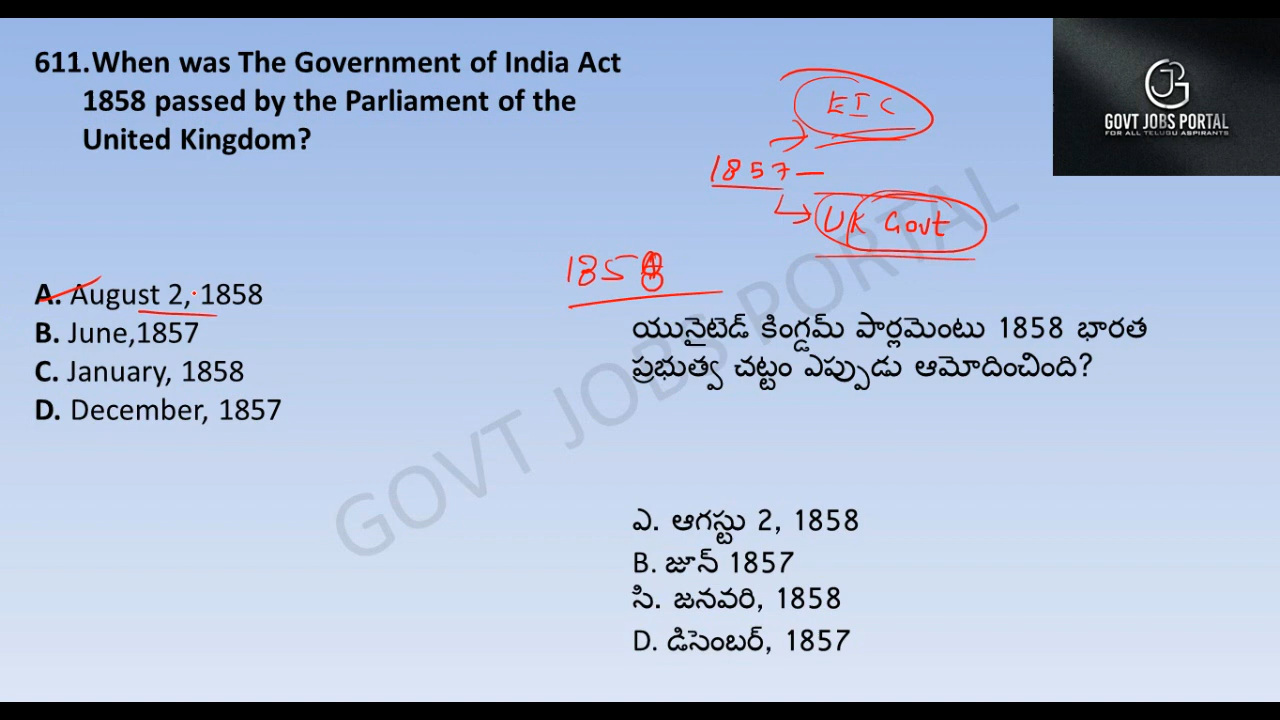 611.When was The Government of India Act
1858 passed by the Parliament of the
United Kingdom?
A. August 2, 1858
B. June,1857
C. January, 1858
D. December, 1857
EIC
1857 —
UK Govt
1858
యునైటెడ్ కింగ్డమ్ పార్లమెంటు 1858 భారత
ప్రభుత్వ చట్టం ఎప్పుడు ఆమోదించింది?
ఎ. ఆగస్టు 2, 1858
B. జూన్ 1857
సి. జనవరి, 1858
D. డిసెంబర్, 1857
GOVT JOBS PORTAL
FOR ALL TELUGU ASPIRANTS
GOVT JOBS PORTAL